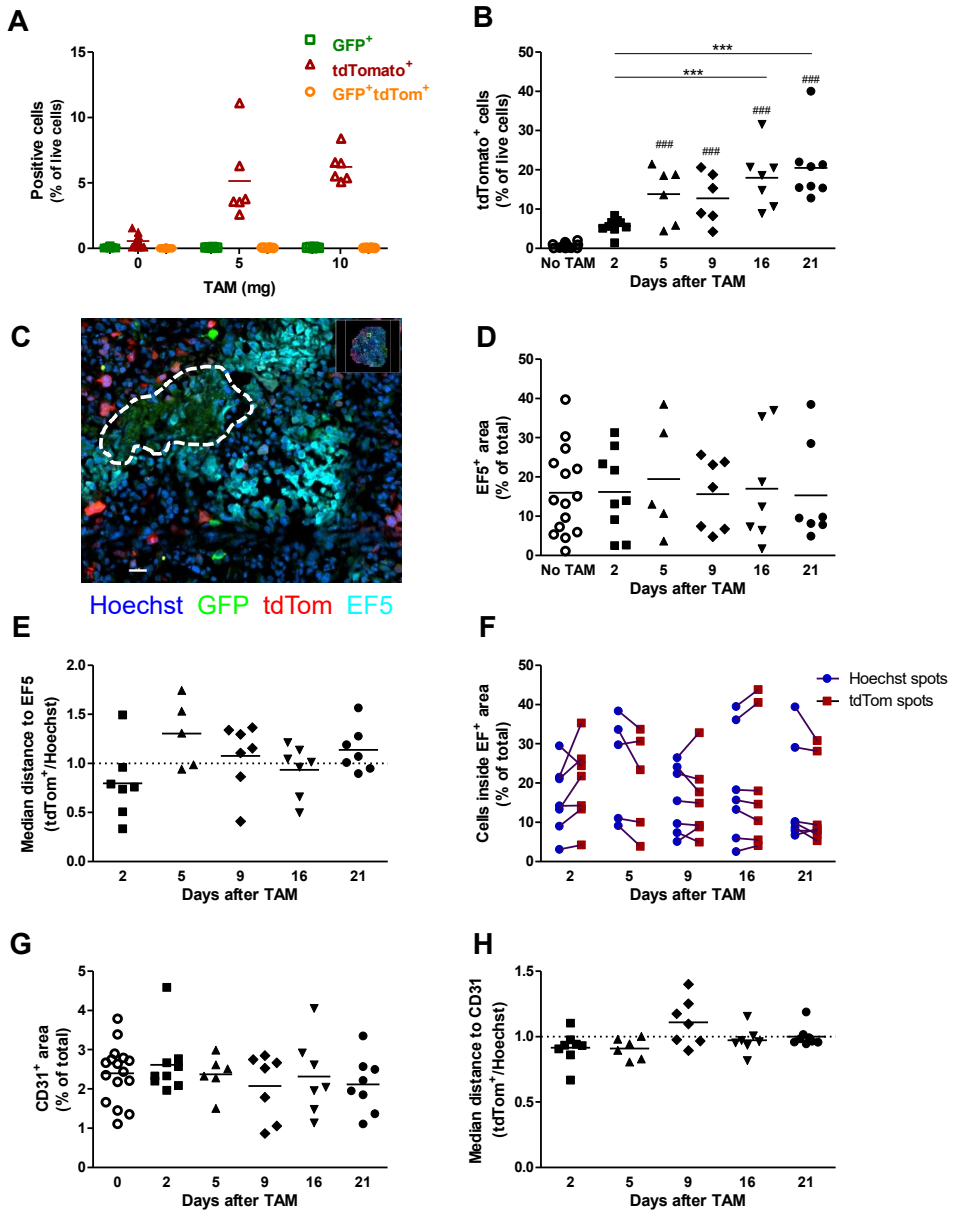 A
15
10
5
0
Positive cells
(% of live cells)
0
5
10
TAM (mg)
GFP+
tdTomato+
GFP+tdTom+
B
50
40
30
20
10
0
tdTomato+ cells
(% of live cells)
***
***
###
###
###
###
No TAM
2
5
9
16
21
Days after TAM
C
Hoechst GFP tdTom EF5
D
50
40
30
20
10
0
EF5+ area
(% of total)
No TAM
2
5
9
16
21
Days after TAM
E
2.0
1.5
1.0
0.5
0.0
Median distance to EF5
(tdTom+/Hoechst)
2
5
9
16
21
Days after TAM
F
50
40
30
20
10
0
Cells inside EF+ area
(% of total)
2
5
9
16
21
Days after TAM
Hoechst spots
tdTom spots
G
5
4
3
2
1
0
CD31+ area
(% of total)
0
2
5
9
16
21
Days after TAM
H
1.5
1.0
0.5
0.0
Median distance to CD31
(tdTom+/Hoechst)
2
5
9
16
21
Days after TAM